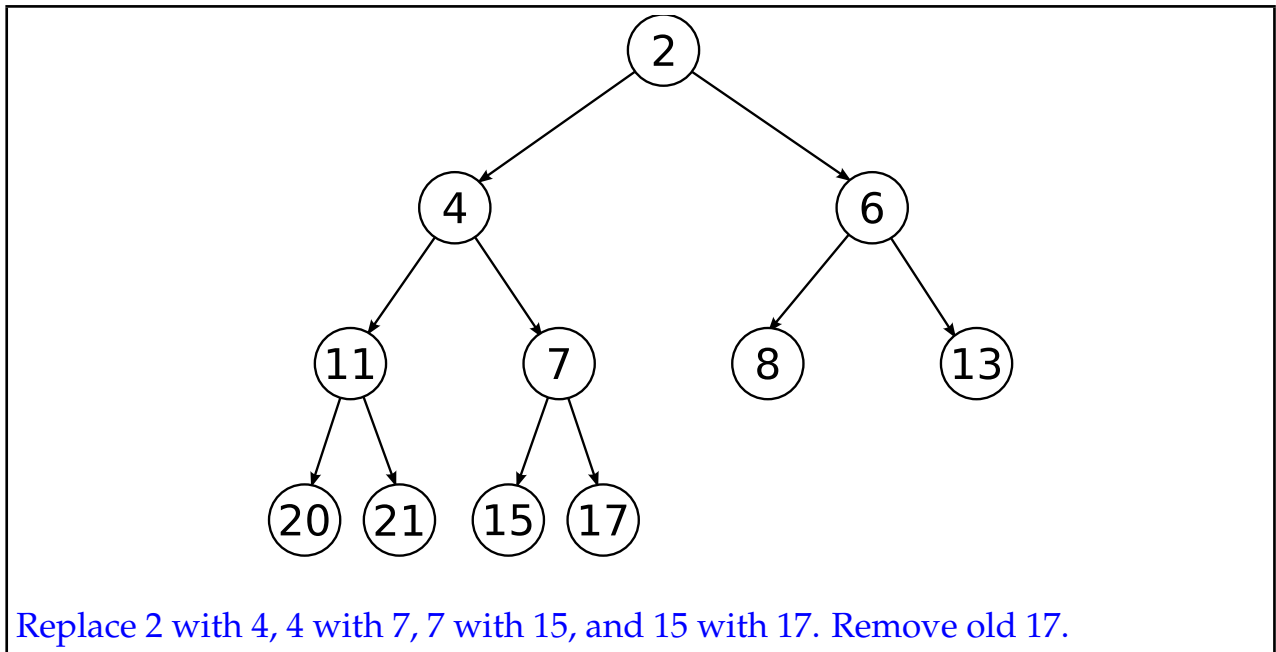 2
4 6
11 7 8 13
20 21 15 17
Replace 2 with 4, 4 with 7, 7 with 15, and 15 with 17. Remove old 17.